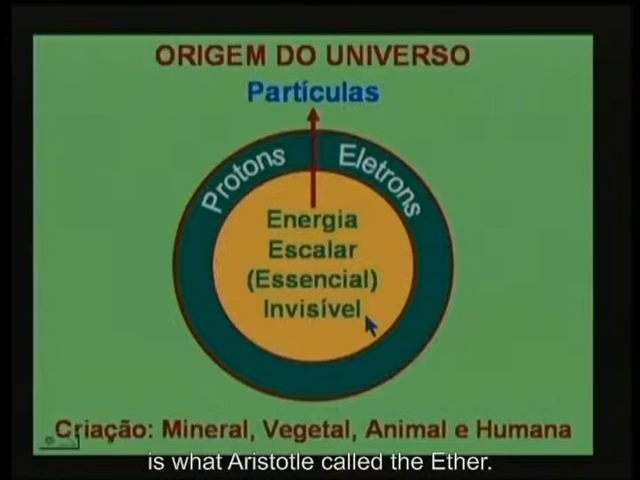 ORIGEM DO UNIVERSO
Partículas
Protons
Eletrons
Energia
Escalar
(Essencial)
Invisível
Criação: Mineral, Vegetal, Animal e Humana
is what Aristotle called the Ether.